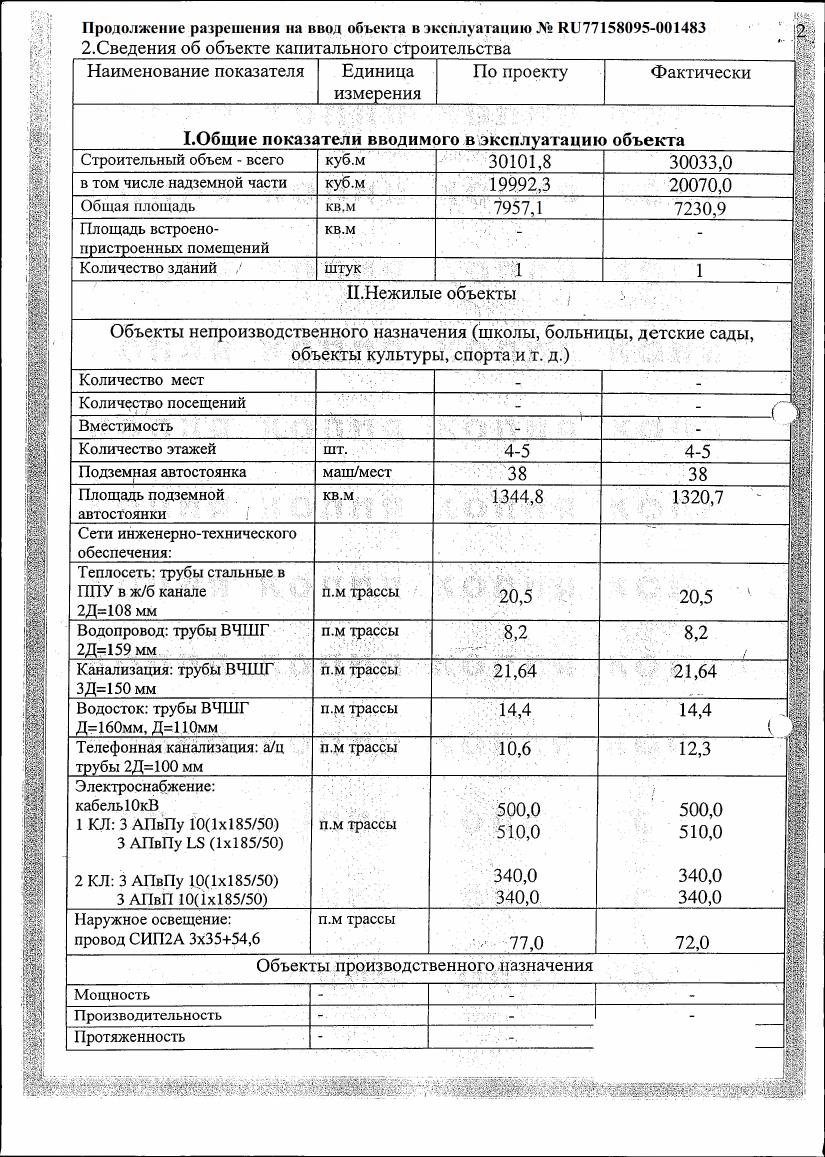 Продолжение разрешения на ввод объекта в эксплуатацию № RU77158095-001483
2
2.Сведения об объекте капитального строительства
Наименование показателя Единица измерения По проекту Фактически
I.Общие показатели вводимого в эксплуатацию объекта
Строительный объем - всего куб.м 30101,8 30033,0
в том числе надземной части куб.м 19992,3 20070,0
Общая площадь кв.м 7957,1 7230,9
Площадь встроено- кв.м - -
пристроенных помещений
Количество зданий штук 1 1
II.Нежилые объекты
Объекты непроизводственного назначения (школы, больницы, детские сады,
объекты культуры, спорта и т. д.)
Количество мест - -
Количество посещений - -
Вместимость - -
Количество этажей шт. 4-5 4-5
Подземная автостоянка маш/мест 38 38
Площадь подземной кв.м 1344,8 1320,7
автостоянки
Сети инженерно-технического
обеспечения:
Теплосеть: трубы стальные в
ППУ в ж/б канале п.м трассы 20,5 20,5
2Д=108 мм
Водопровод: трубы ВЧШГ п.м трассы 8,2 8,2
2Д=159 мм
Канализация: трубы ВЧШГ п.м трассы 21,64 21,64
3Д=150 мм
Водосток: трубы ВЧШГ п.м трассы 14,4 14,4
Д=160мм, Д=110мм
Телефонная канализация: а/ц п.м трассы 10,6 12,3
трубы 2Д=100 мм
Электроснабжение:
кабель10кВ 500,0 500,0
1 КЛ: 3 АПвПу 10(1х185/50) п.м трассы 510,0 510,0
3 АПвПу LS (1х185/50)
2 КЛ: 3 АПвПу 10(1х185/50) 340,0 340,0
3 АПвП 10(1х185/50) 340,0 340,0
Наружное освещение: п.м трассы
провод СИП2А 3х35+54,6 77,0 72,0
Объекты производственного назначения
Мощность - - -
Производительность - - -
Протяженность - -